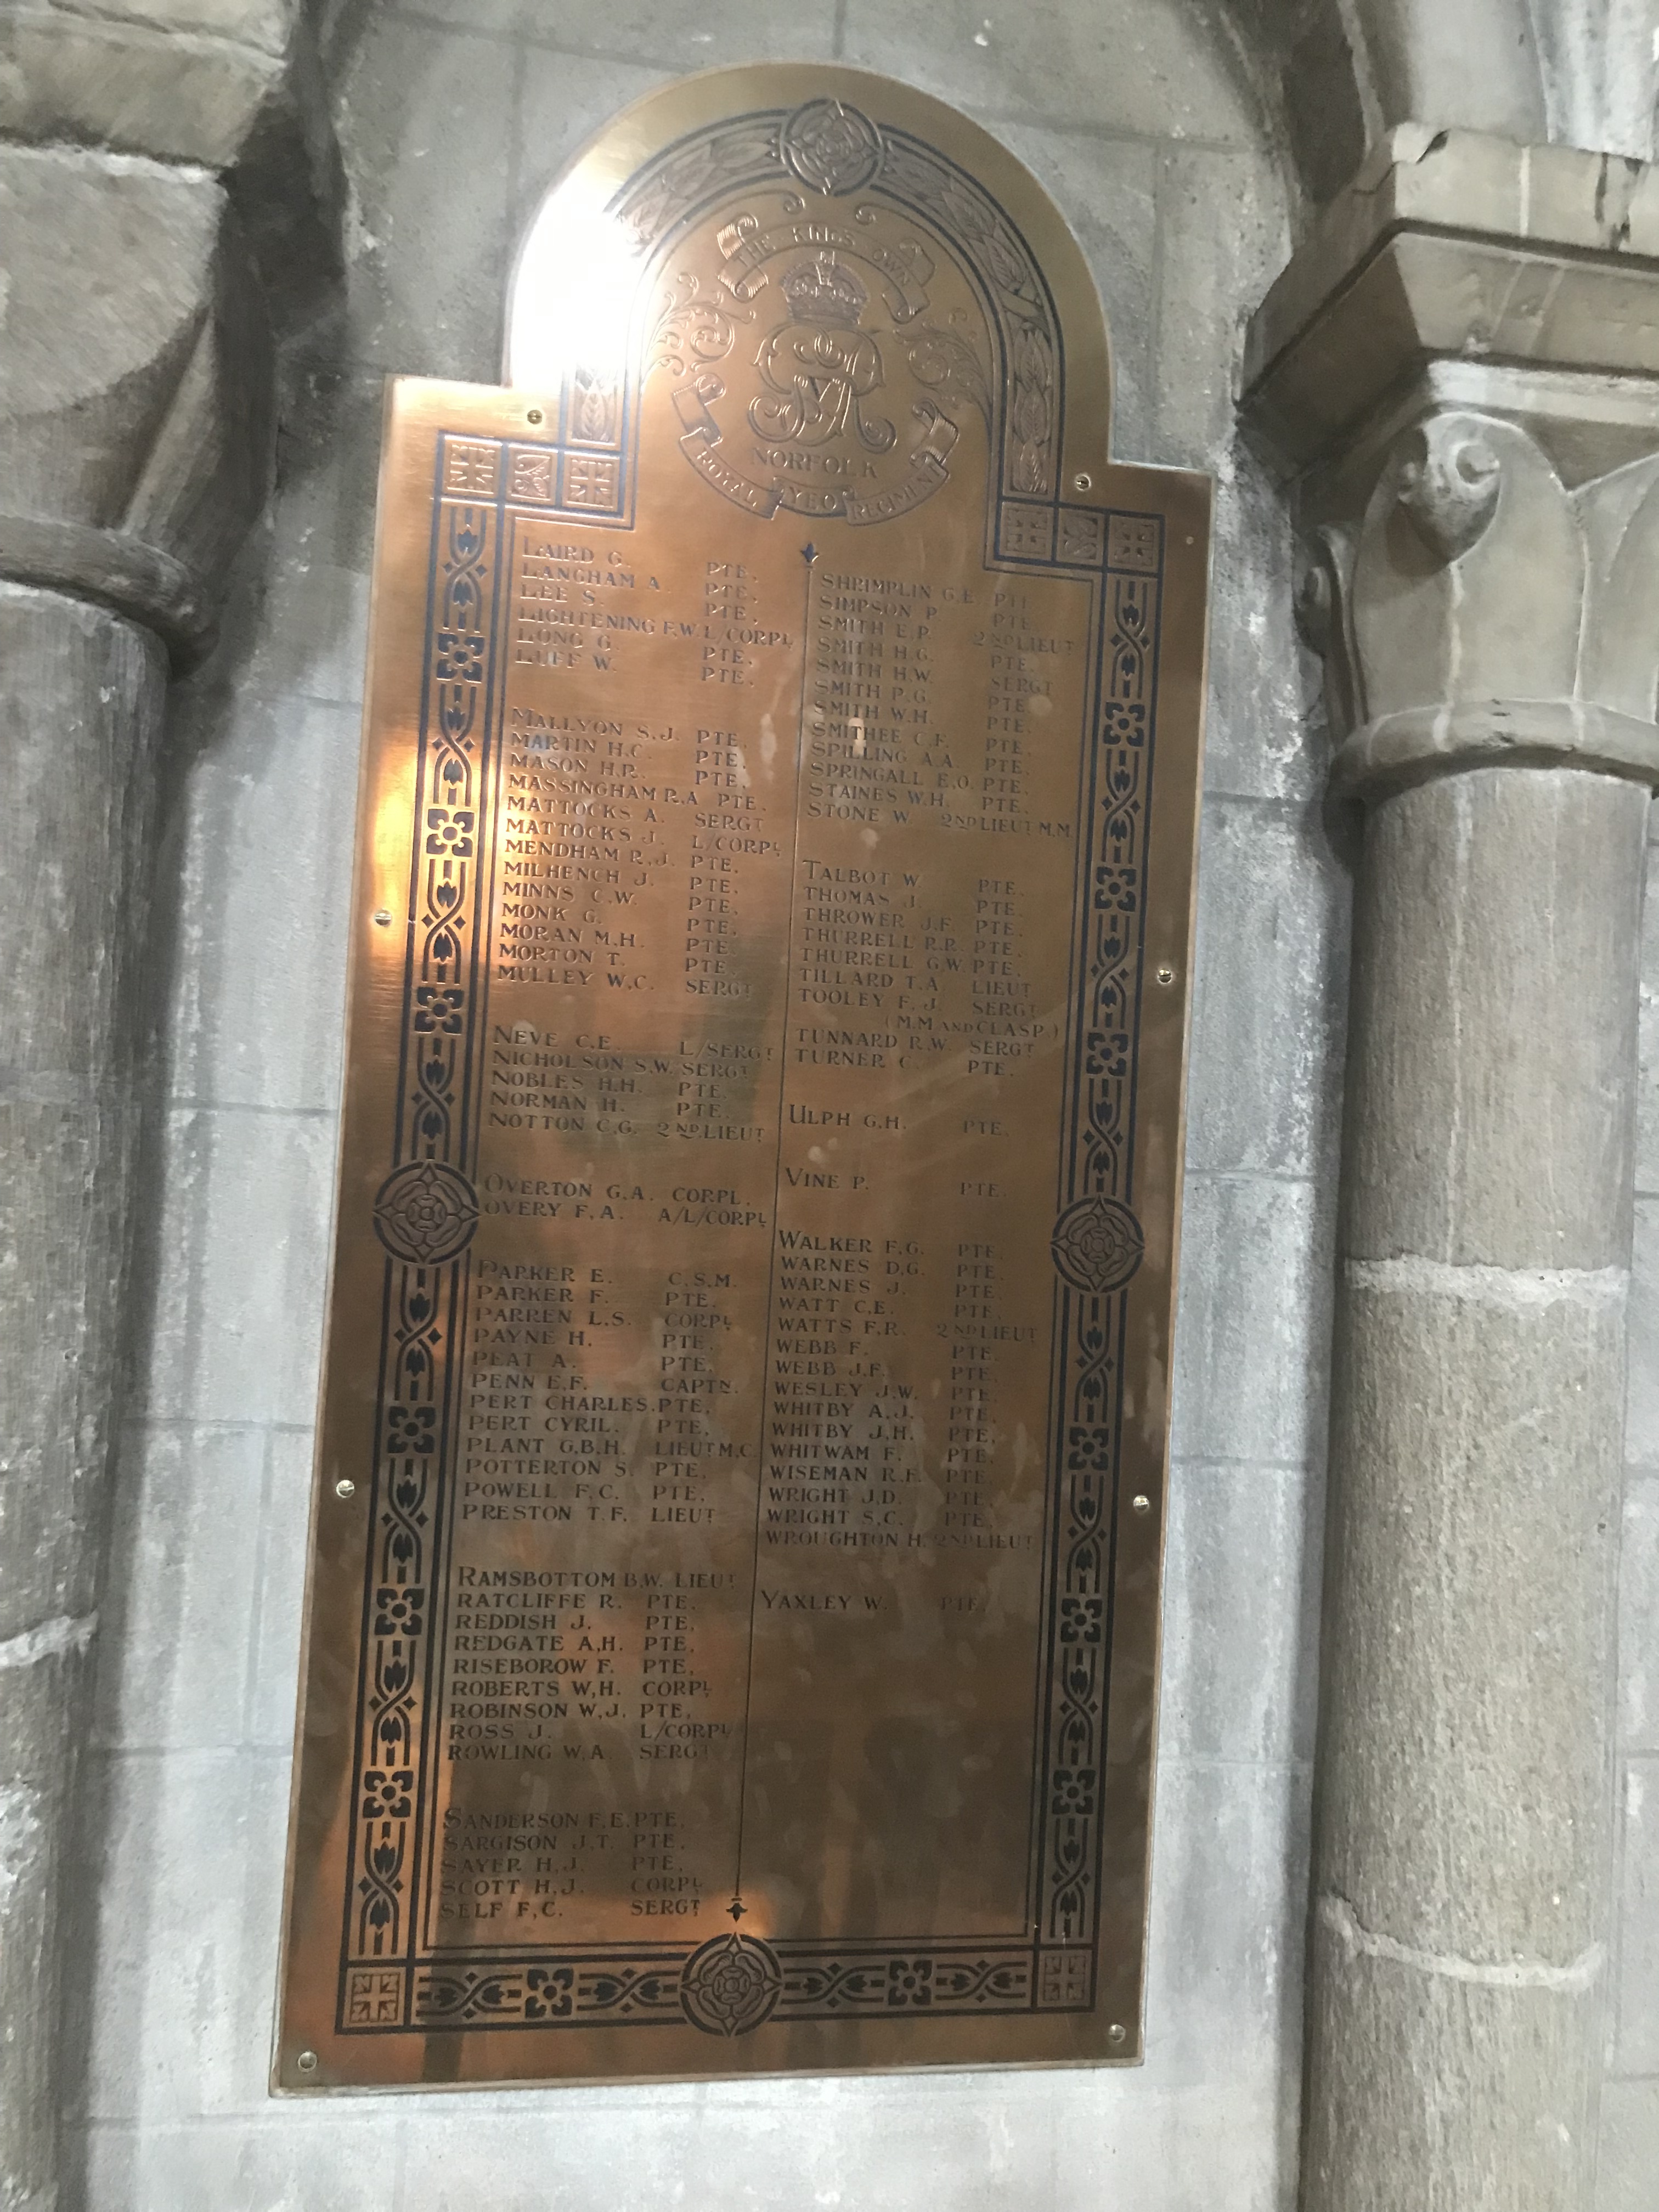 THE KING'S OWN
NORFOLK
ROYAL REGIMENT
YEO
LAIRD G. PTE.
LANGHAM A. PTE.
LEE S. PTE.
LIGHTENING F.W. L/CORPL
LONG G. PTE.
LUFF W. PTE.
MALLYON S.J. PTE.
MARTIN H.C. PTE.
MASON H.R. PTE.
MASSINGHAM R.A PTE.
MATTOCKS A. SERGT
MATTOCKS J. L/CORPL
MENDHAM R.J. PTE.
MILHENCH J. PTE.
MINNS C.W. PTE.
MONK G. PTE.
MORAN M.H. PTE.
MORTON T. PTE.
MULLEY W.C. SERGT
NEVE C.E. L/SERGT
NICHOLSON S.W. SERGT
NOBLES H.H. PTE.
NORMAN H. PTE.
NOTTON C.G. 2ND.LIEUT
OVERTON G.A. CORPL.
OVERY F.A. A/L/CORPL
PARKER E. C.S.M.
PARKER F. PTE.
PARREN L.S. CORPL
PAYNE H. PTE.
PEAT A. PTE.
PENN E.F. CAPTN.
PERT CHARLES. PTE.
PERT CYRIL. PTE.
PLANT G.B.H. LIEUT M.C.
POTTERTON S. PTE.
POWELL F.C. PTE.
PRESTON T.F. LIEUT
RAMSBOTTOM B.W. LIEUT
RATCLIFFE R. PTE.
REDDISH J. PTE.
REDGATE A.H. PTE.
RISEBOROW F. PTE.
ROBERTS W.H. CORPL
ROBINSON W.J. PTE.
ROSS J. L/CORPL
ROWLING W.A. SERGT
SANDERSON F.E. PTE.
SARGISON J.T. PTE.
SAYER H.J. PTE.
SCOTT H.J. CORPL
SELF F.C. SERGT
SHRIMPLIN G.E. PTE.
SIMPSON P. PTE.
SMITH E.P. 2ND LIEUT
SMITH H.G. PTE.
SMITH H.W. SERGT
SMITH P.G. PTE.
SMITH W.H. PTE.
SMITHEE C.F. PTE.
SPILLING A.A. PTE.
SPRINGALL E.O. PTE.
STAINES W.H. PTE.
STONE W. 2ND LIEUT M.M.
TALBOT W. PTE.
THOMAS J. PTE.
THROWER J.F. PTE.
THURRELL R.R. PTE.
THURRELL G.W. PTE.
TILLARD T.A. LIEUT
TOOLEY F.J. SERGT
(M.M AND CLASP.)
TUNNARD R.W. SERGT
TURNER C. PTE.
ULPH G.H. PTE.
VINE P. PTE.
WALKER F.G. PTE.
WARNES D.G. PTE.
WARNES J. PTE.
WATT C.E. PTE.
WATTS F.R. 2ND LIEUT
WEBB F. PTE.
WEBB J.F. PTE.
WESLEY J.W. PTE.
WHITBY A.J. PTE.
WHITBY J.H. PTE.
WHITWAM F. PTE.
WISEMAN R.F. PTE.
WRIGHT J.D. PTE.
WRIGHT S.C. PTE.
WROUGHTON H. 2ND LIEUT
YAXLEY W. PTE.